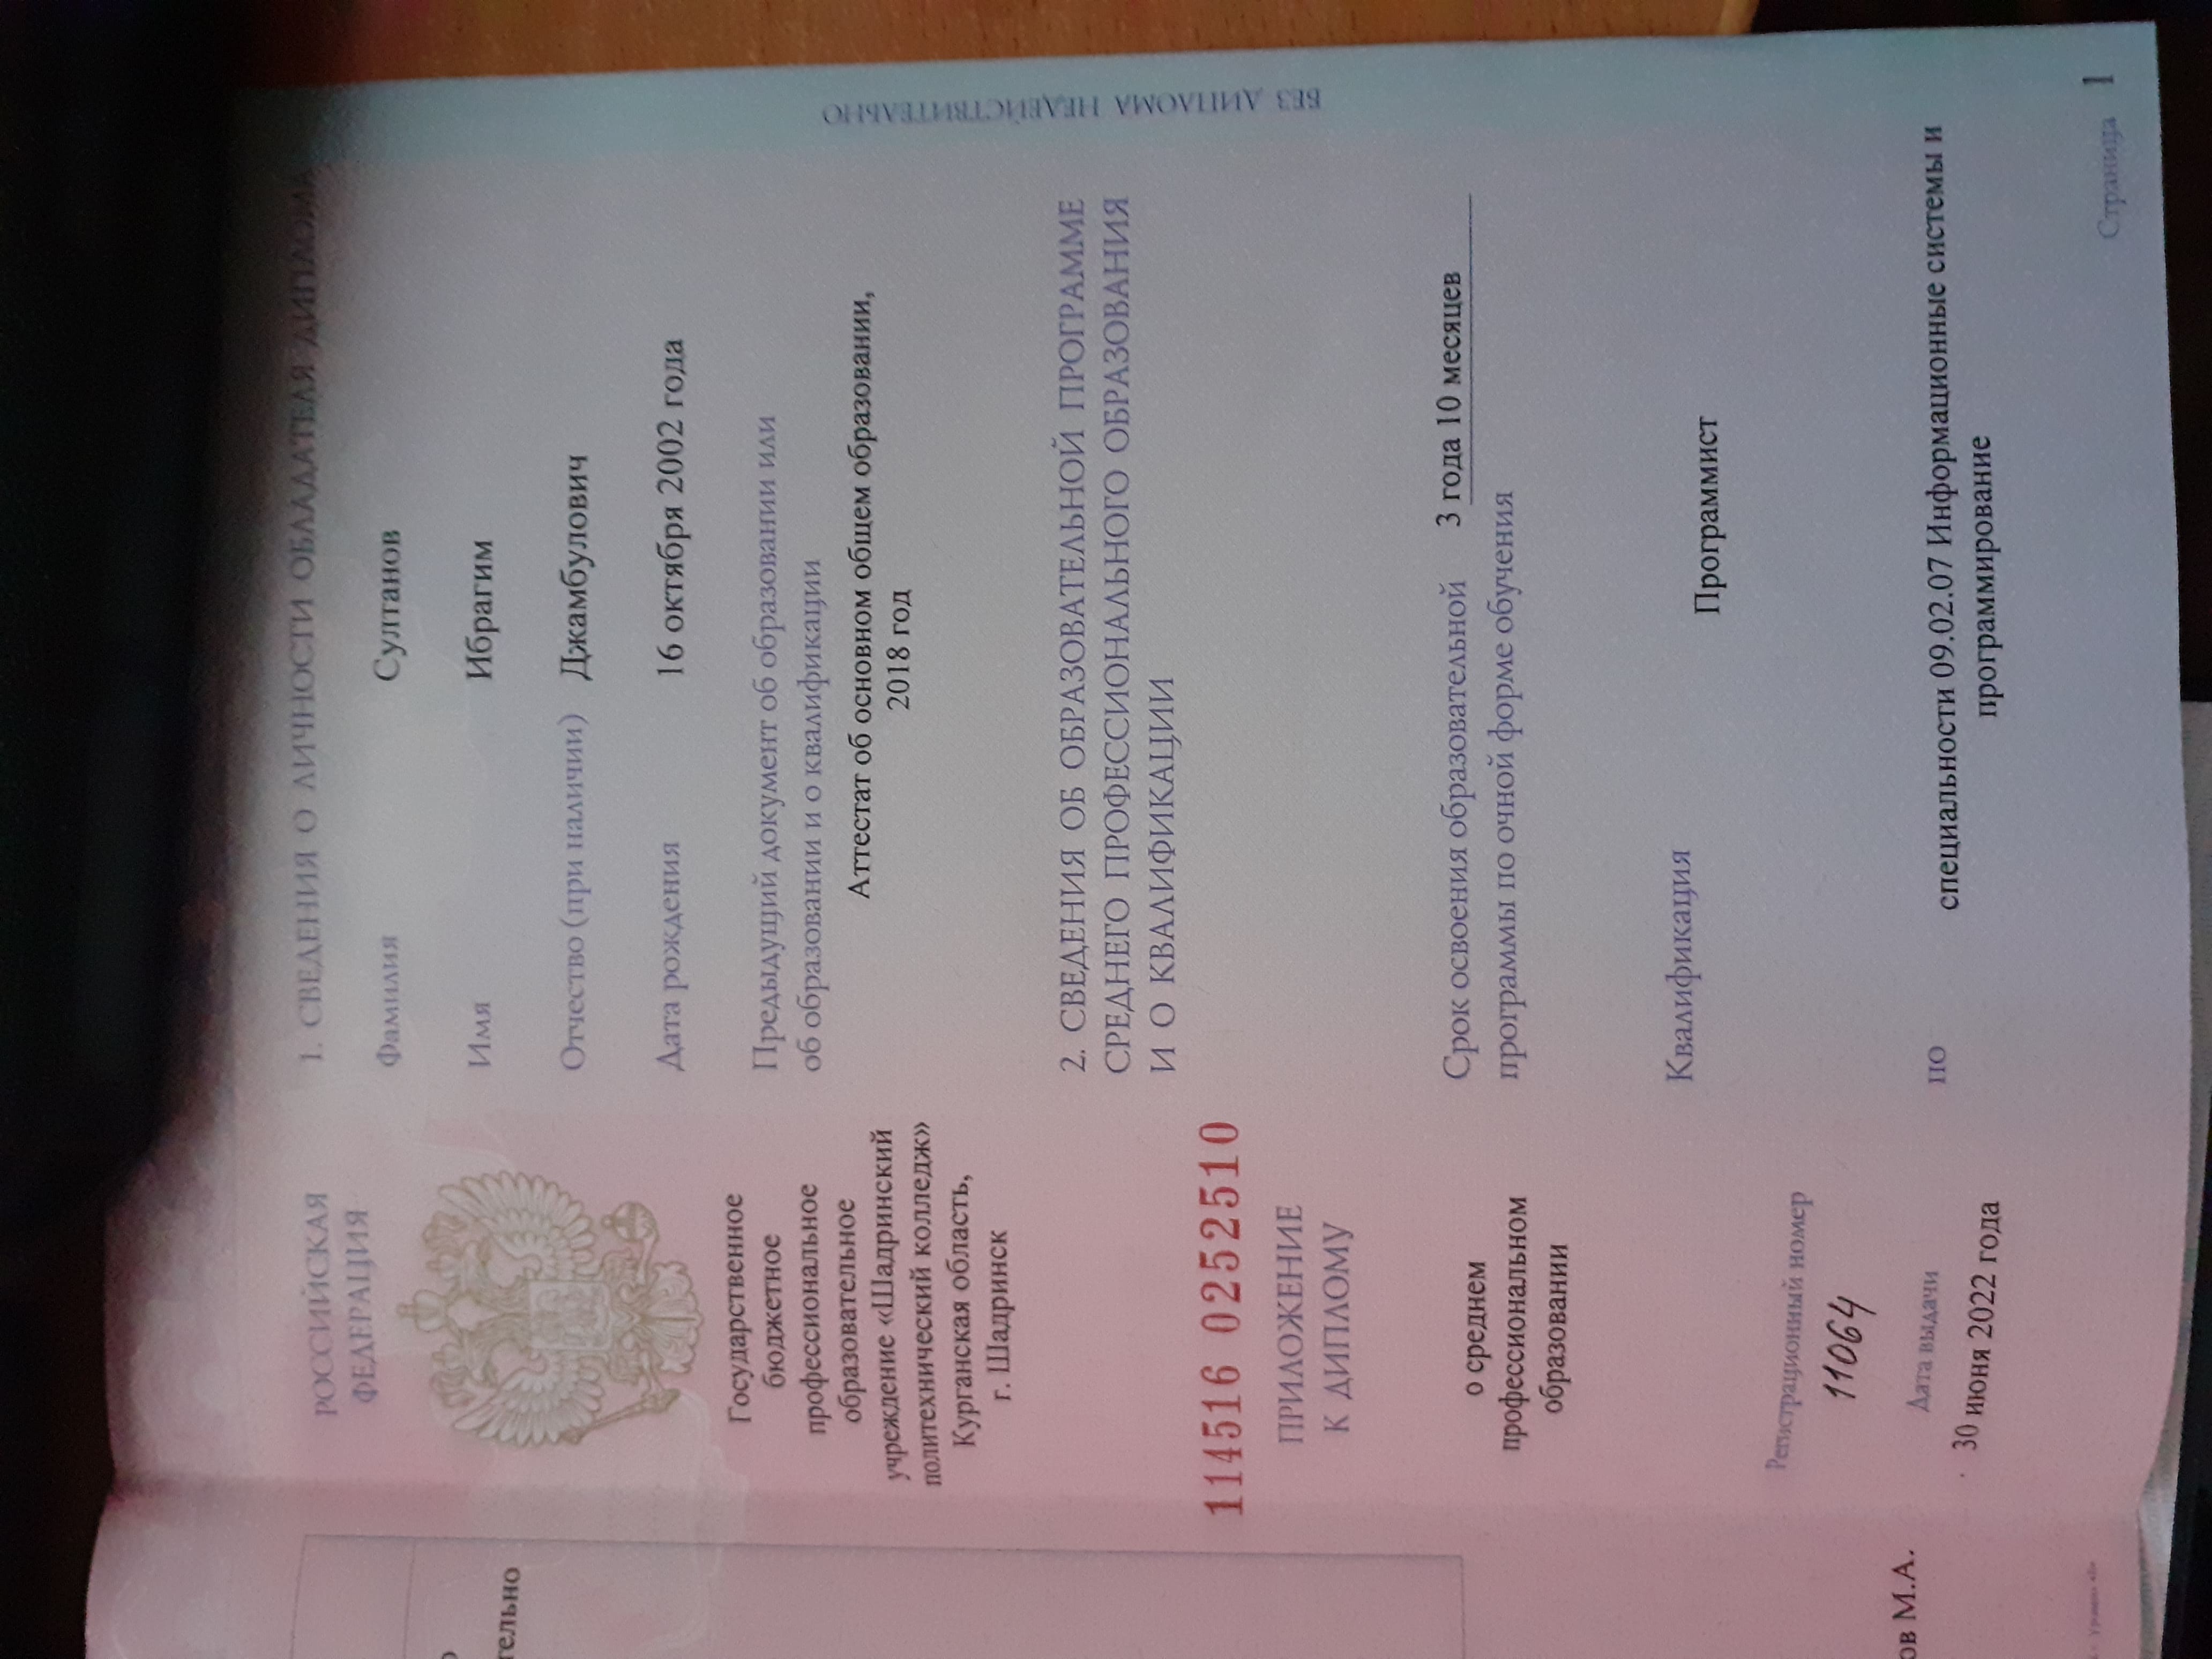 о
тельно
ов М.А.
РОССИЙСКАЯ
ФЕДЕРАЦИЯ
Государственное
бюджетное
профессиональное
образовательное
учреждение «Шадринский
политехнический колледж»
Курганская область,
г. Шадринск
114516 0252510
ПРИЛОЖЕНИЕ
К ДИПЛОМУ
о среднем
профессиональном
образовании
Регистрационный номер
11064
Дата выдачи
30 июня 2022 года
1. СВЕДЕНИЯ О ЛИЧНОСТИ ОБЛАДАТЕЛЯ ДИПЛОМА
Фамилия Султанов
Имя Ибрагим
Отчество (при наличии) Джамбулович
Дата рождения 16 октября 2002 года
Предыдущий документ об образовании или
об образовании и о квалификации
Аттестат об основном общем образовании,
2018 год
2. СВЕДЕНИЯ ОБ ОБРАЗОВАТЕЛЬНОЙ ПРОГРАММЕ
СРЕДНЕГО ПРОФЕССИОНАЛЬНОГО ОБРАЗОВАНИЯ
И О КВАЛИФИКАЦИИ
Срок освоения образовательной 3 года 10 месяцев
программы по очной форме обучения
Квалификация
Программист
ПО специальности 09.02.07 Информационные системы и
программирование
Страница 1
БЕЗ ДИПЛОМА НЕДЕЙСТВИТЕЛЬНО